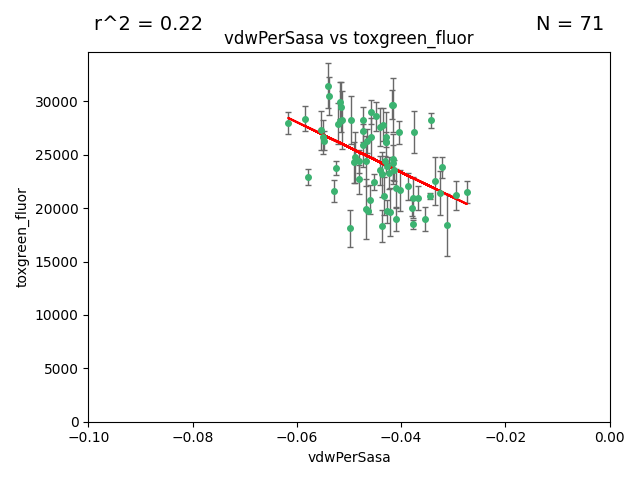 r^2 = 0.22
N = 71
vdwPerSasa vs toxgreen_fluor
toxgreen_fluor
30000
25000
20000
15000
10000
5000
0
−0.10
−0.08
−0.06
−0.04
−0.02
0.00
vdwPerSasa